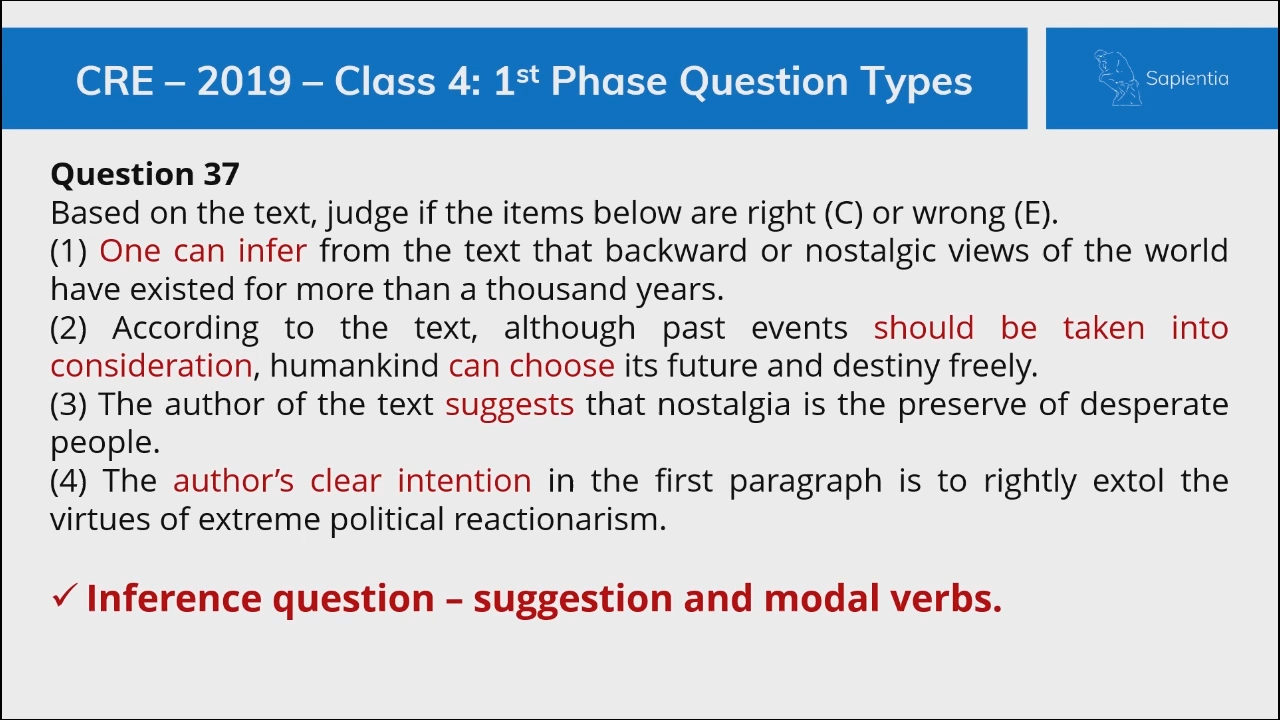 CRE – 2019 – Class 4: 1st Phase Question Types
Sapientia
Question 37
Based on the text, judge if the items below are right (C) or wrong (E).
(1) One can infer from the text that backward or nostalgic views of the world
have existed for more than a thousand years.
(2) According to the text, although past events should be taken into
consideration, humankind can choose its future and destiny freely.
(3) The author of the text suggests that nostalgia is the preserve of desperate
people.
(4) The author’s clear intention in the first paragraph is to rightly extol the
virtues of extreme political reactionarism.
✓ Inference question – suggestion and modal verbs.